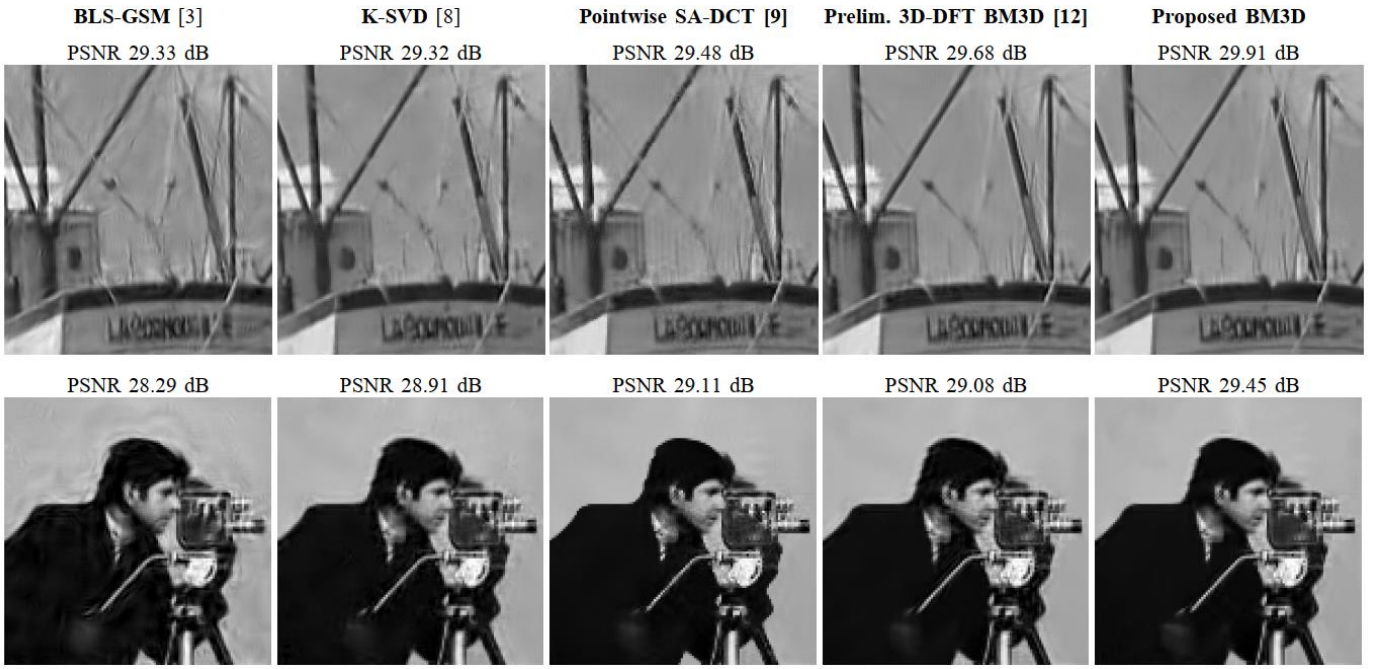 BLS-GSM [3] K-SVD [8] Pointwise SA-DCT [9] Prelim. 3D-DFT BM3D [12] Proposed BM3D
PSNR 29.33 dB PSNR 29.32 dB PSNR 29.48 dB PSNR 29.68 dB PSNR 29.91 dB
PSNR 28.29 dB PSNR 28.91 dB PSNR 29.11 dB PSNR 29.08 dB PSNR 29.45 dB